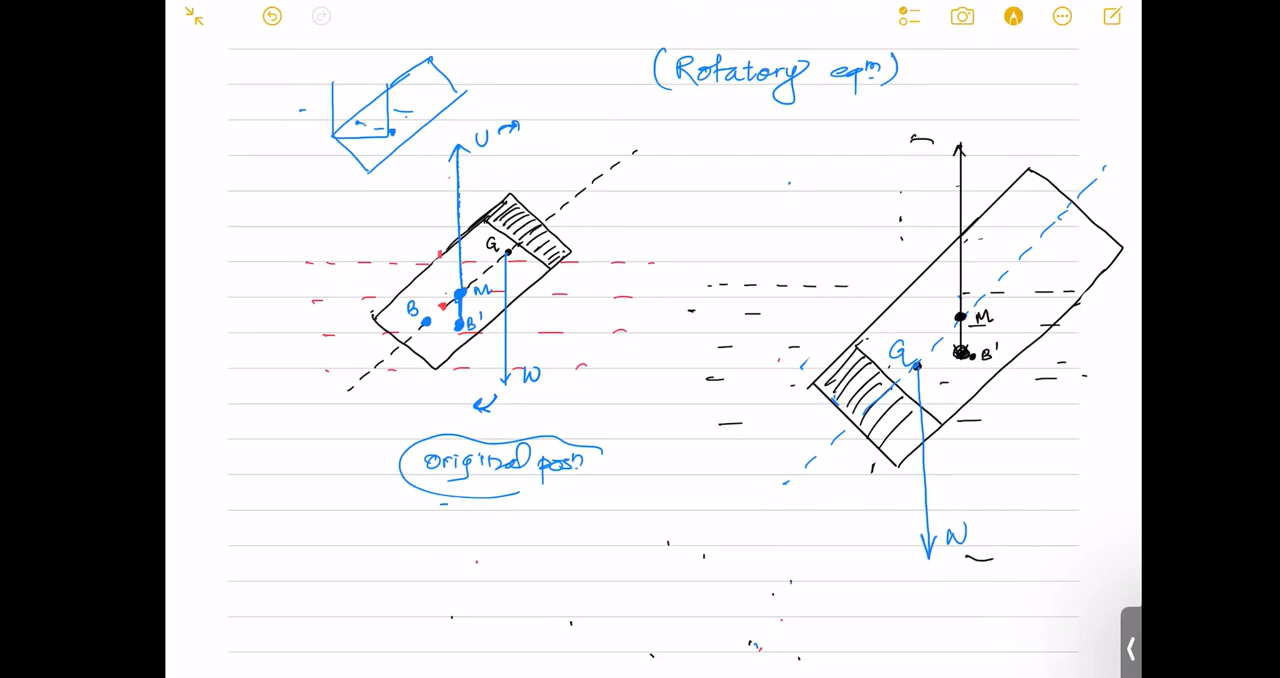 (Rotatory eqᵐ)
U
G
M
B
B'
W
original posⁿ
M
B'
G
W